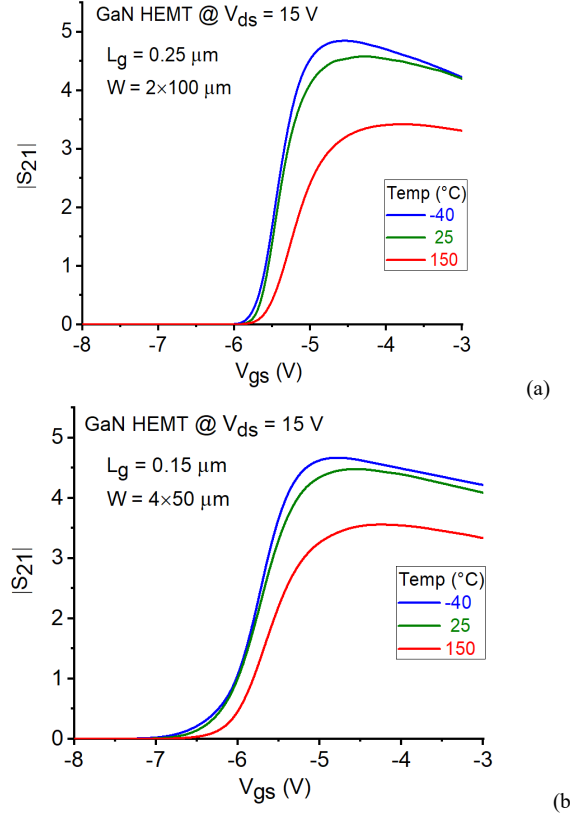 GaN HEMT @ Vds = 15 V
Lg = 0.25 μm
W = 2×100 μm
|S21|
5
4
3
2
1
0
Temp (°C)
-40
25
150
-8 -7 -6 -5 -4 -3
Vgs (V)
(a)
GaN HEMT @ Vds = 15 V
Lg = 0.15 μm
W = 4×50 μm
|S21|
6
5
4
3
2
1
0
Temp (°C)
-40
25
150
-8 -7 -6 -5 -4 -3
Vgs (V)
(b